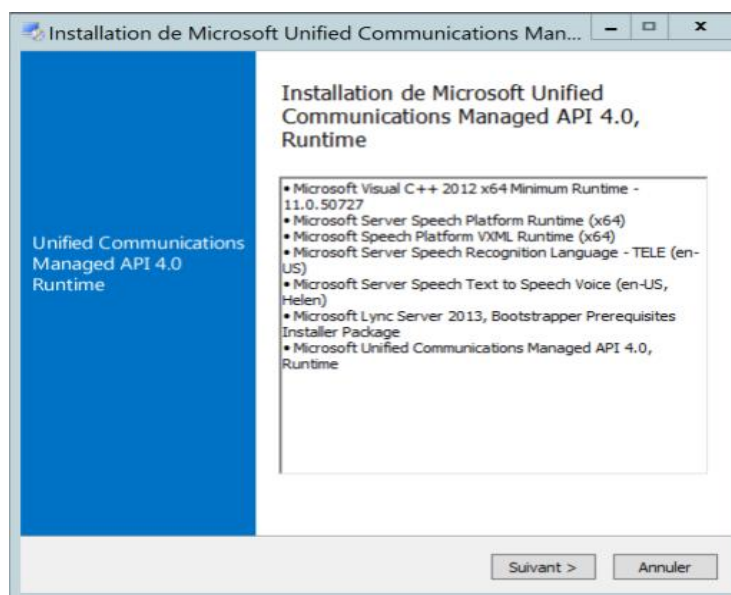 Installation de Microsoft Unified Communications Man...
Installation de Microsoft Unified
Communications Managed API 4.0,
Runtime
• Microsoft Visual C++ 2012 x64 Minimum Runtime -
11.0.50727
• Microsoft Server Speech Platform Runtime (x64)
• Microsoft Speech Platform VXML Runtime (x64)
• Microsoft Server Speech Recognition Language - TELE (en-
US)
• Microsoft Server Speech Text to Speech Voice (en-US,
Helen)
• Microsoft Lync Server 2013, Bootstrapper Prerequisites
Installer Package
• Microsoft Unified Communications Managed API 4.0,
Runtime
Unified Communications
Managed API 4.0
Runtime
Suivant >
Annuler